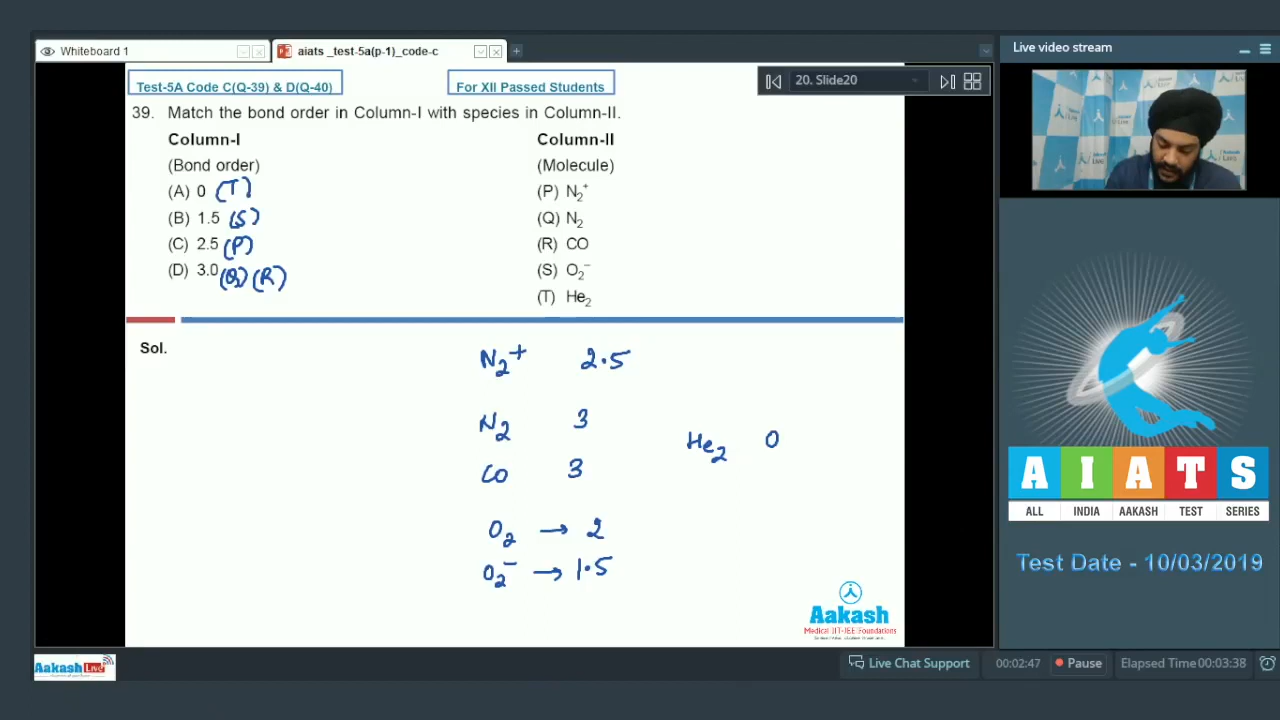 Whiteboard 1
aiats _test-5a(p-1)_code-c
Live video stream
Test-5A Code C(Q-39) & D(Q-40)
For XII Passed Students
20. Slide20
39. Match the bond order in Column-I with species in Column-II.
Column-I
Column-II
(Bond order)
(Molecule)
(A) 0 (T)
(P) N₂⁺
(B) 1.5 (S)
(Q) N₂
(C) 2.5 (P)
(R) CO
(D) 3.0 (Q) (R)
(S) O₂⁻
(T) He₂
Sol.
N₂⁺ 2.5
N₂ 3
He₂ 0
CO 3
O₂ → 2
O₂⁻ → 1.5
A I A T S
ALL INDIA AAKASH TEST SERIES
Test Date - 10/03/2019
Aakash
Medical|IIT-JEE|Foundations
Aakash Live
Live Chat Support
00:02:47
Pause
Elapsed Time 00:03:38